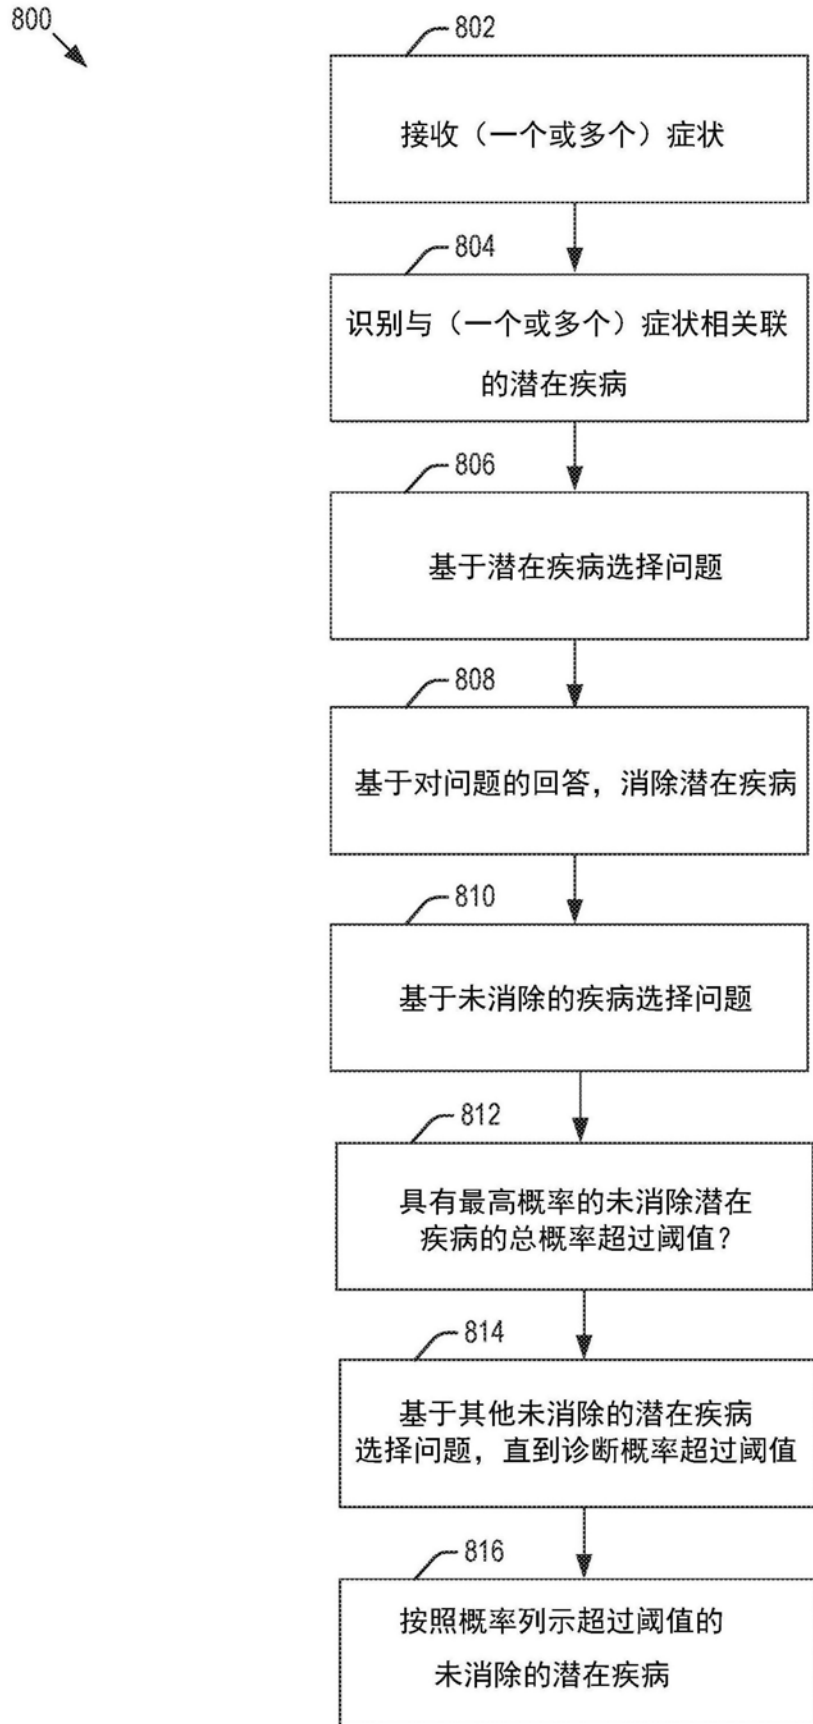 800
802
接收（一个或多个）症状
804
识别与（一个或多个）症状相关联
的潜在疾病
806
基于潜在疾病选择问题
808
基于对问题的回答，消除潜在疾病
810
基于未消除的疾病选择问题
812
具有最高概率的未消除潜在
疾病的总概率超过阈值？
814
基于其他未消除的潜在疾病
选择问题，直到诊断概率超过阈值
816
按照概率列示超过阈值的
未消除的潜在疾病